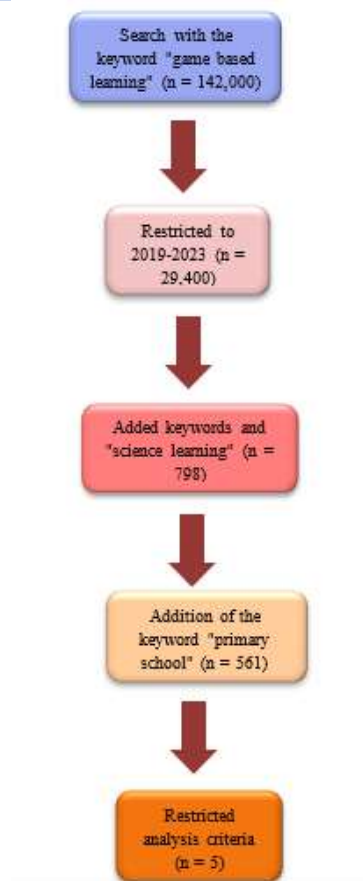 Search with the
keyword "game based
learning" (n = 142,000)
Restricted to
2019-2023 (n =
29,400)
Added keywords and
"science learning" (n =
798)
Addition of the
keyword "primary
school" (n = 561)
Restricted
analysis criteria
(n = 5)